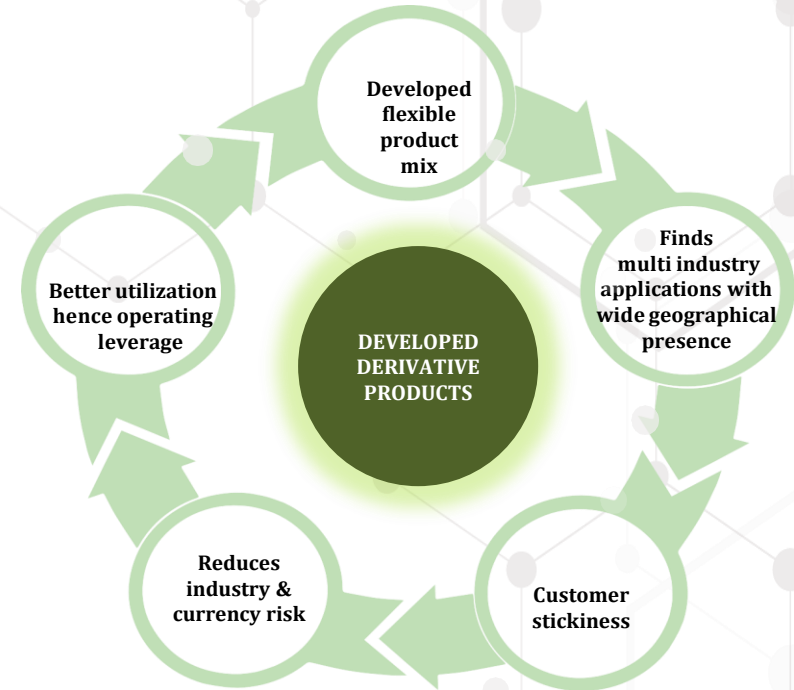 Developed
flexible
product
mix
Finds
multi industry
applications with
wide geographical
presence
Customer
stickiness
Reduces
industry &
currency risk
Better utilization
hence operating
leverage
DEVELOPED
DERIVATIVE
PRODUCTS